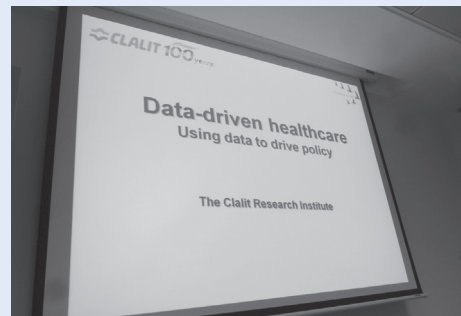 CLALIT 100
Data-driven healthcare
Using data to drive policy
The Clalit Research Institute